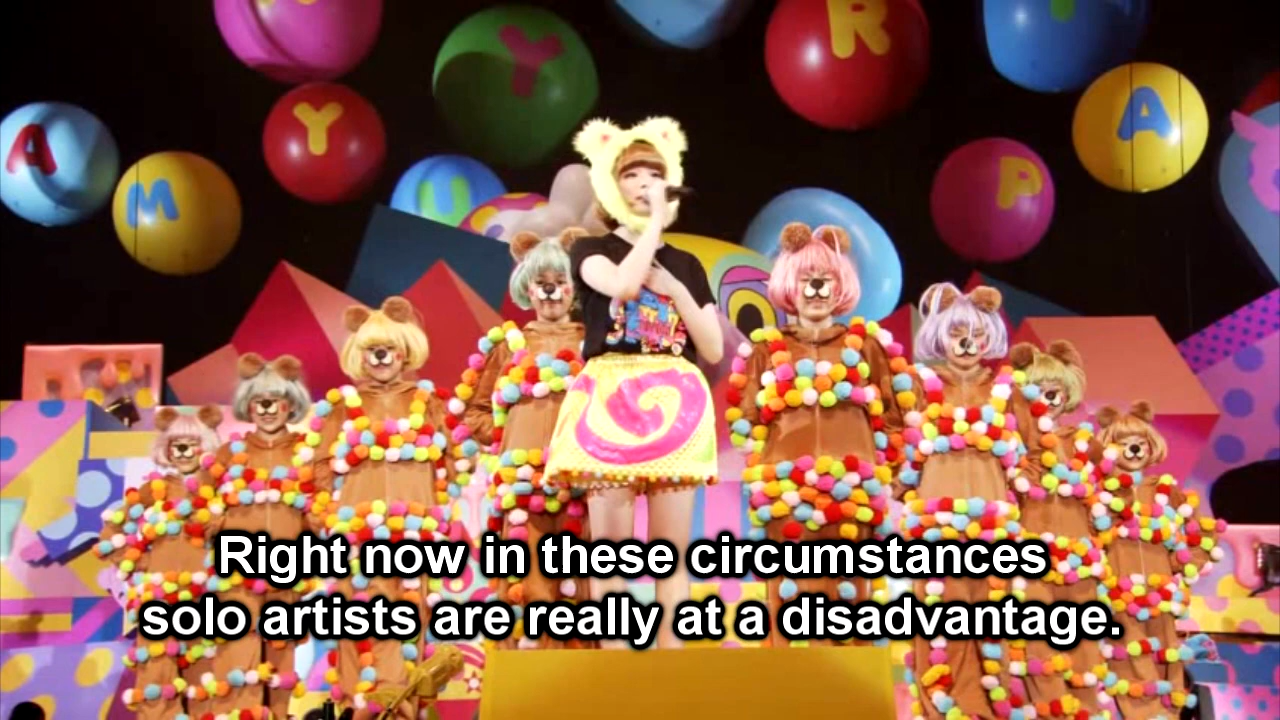 R
Y
A
Y
A
M
P
U
Right now in these circumstances
solo artists are really at a disadvantage.